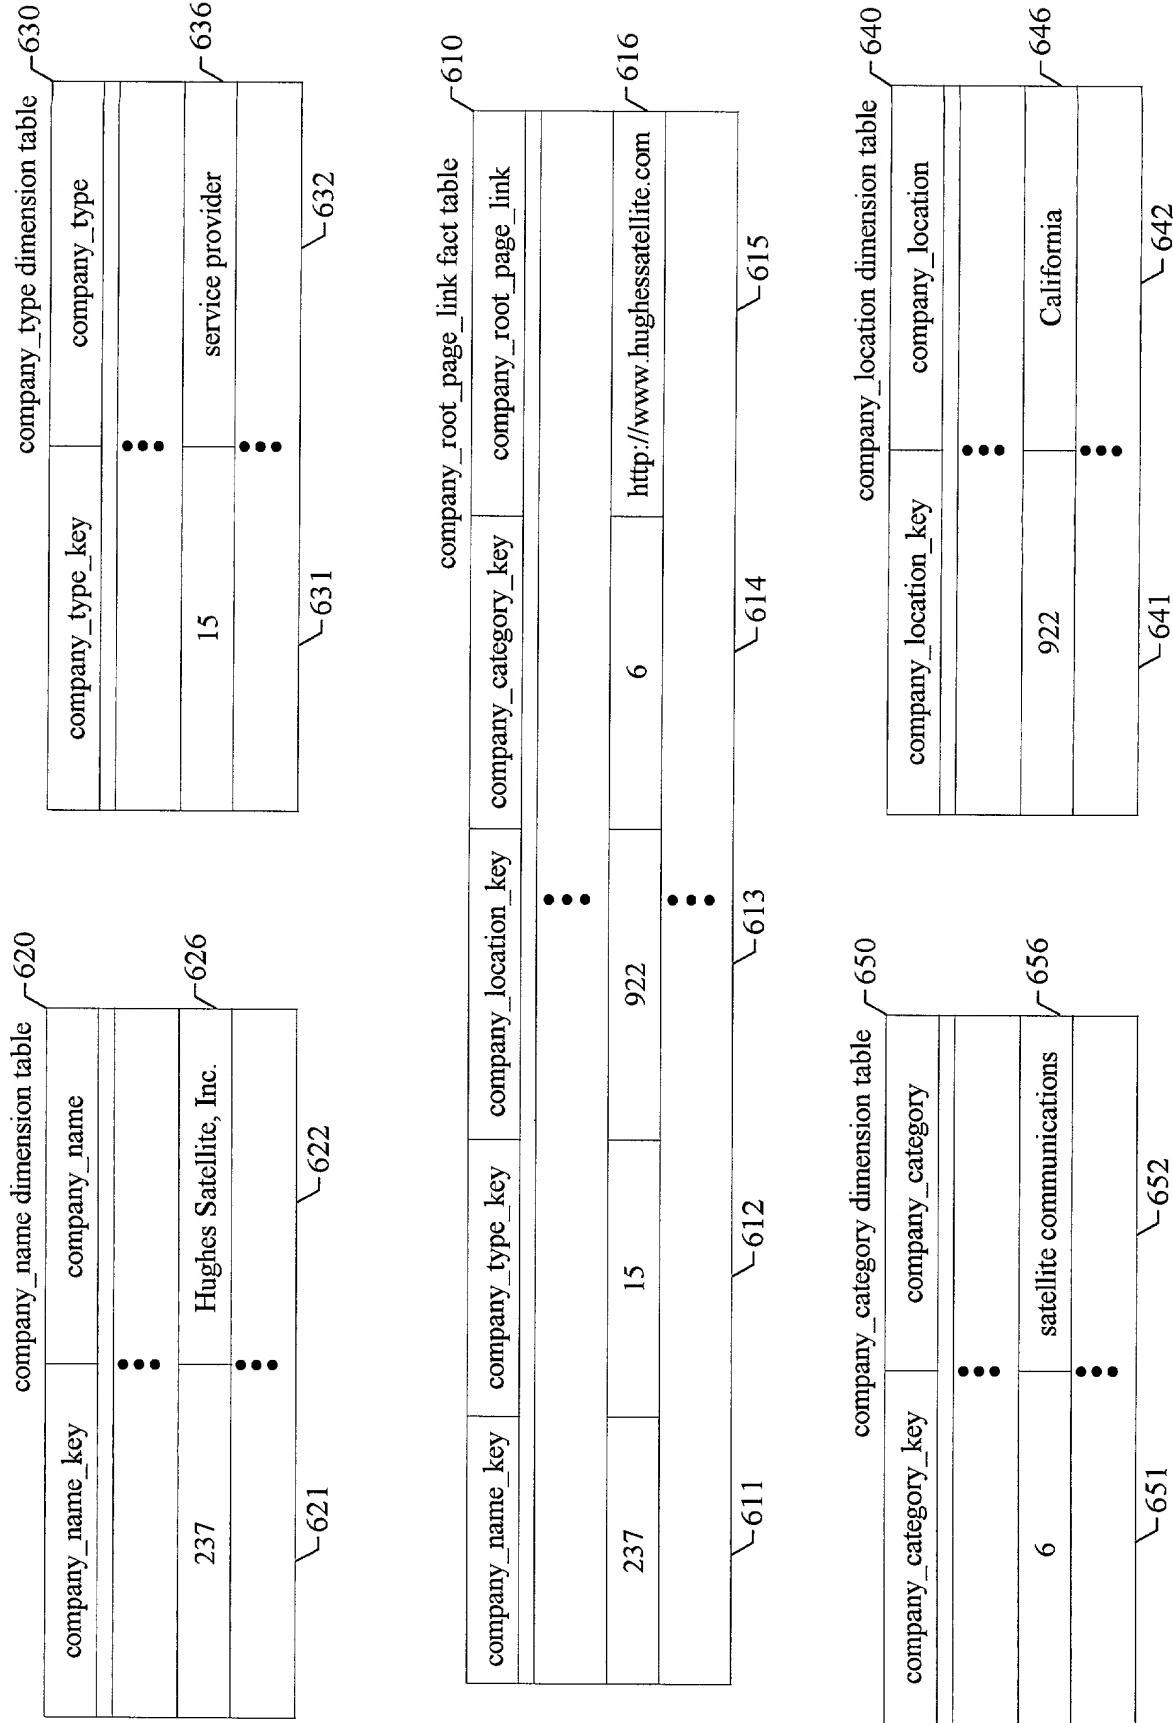 company_name dimension table
620
company_name_key company_name
237 Hughes Satellite, Inc.
626
621 622
company_type dimension table
630
company_type_key company_type
15 service provider
636
631 632
company_root_page_link fact table
610
company_name_key company_type_key company_location_key company_category_key company_root_page_link
237 15 922 6 http://www.hughessatellite.com
616
611 612 613 614 615
company_category dimension table
650
company_category_key company_category
6 satellite communications
656
651 652
company_location dimension table
640
company_location_key company_location
922 California
646
641 642